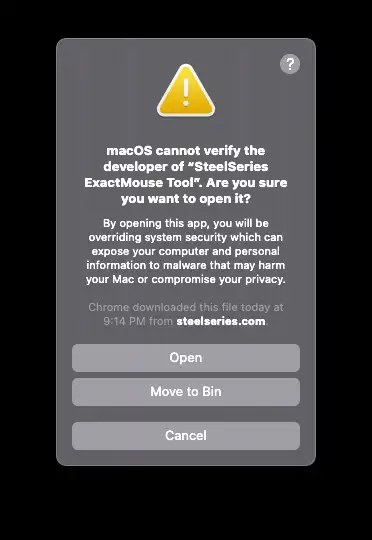 ?
macOS cannot verify the
developer of “SteelSeries
ExactMouse Tool”. Are you sure
you want to open it?
By opening this app, you will be
overriding system security which can
expose your computer and personal
information to malware that may harm
your Mac or compromise your privacy.
Chrome downloaded this file today at
9:14 PM from steelseries.com.
Open
Move to Bin
Cancel